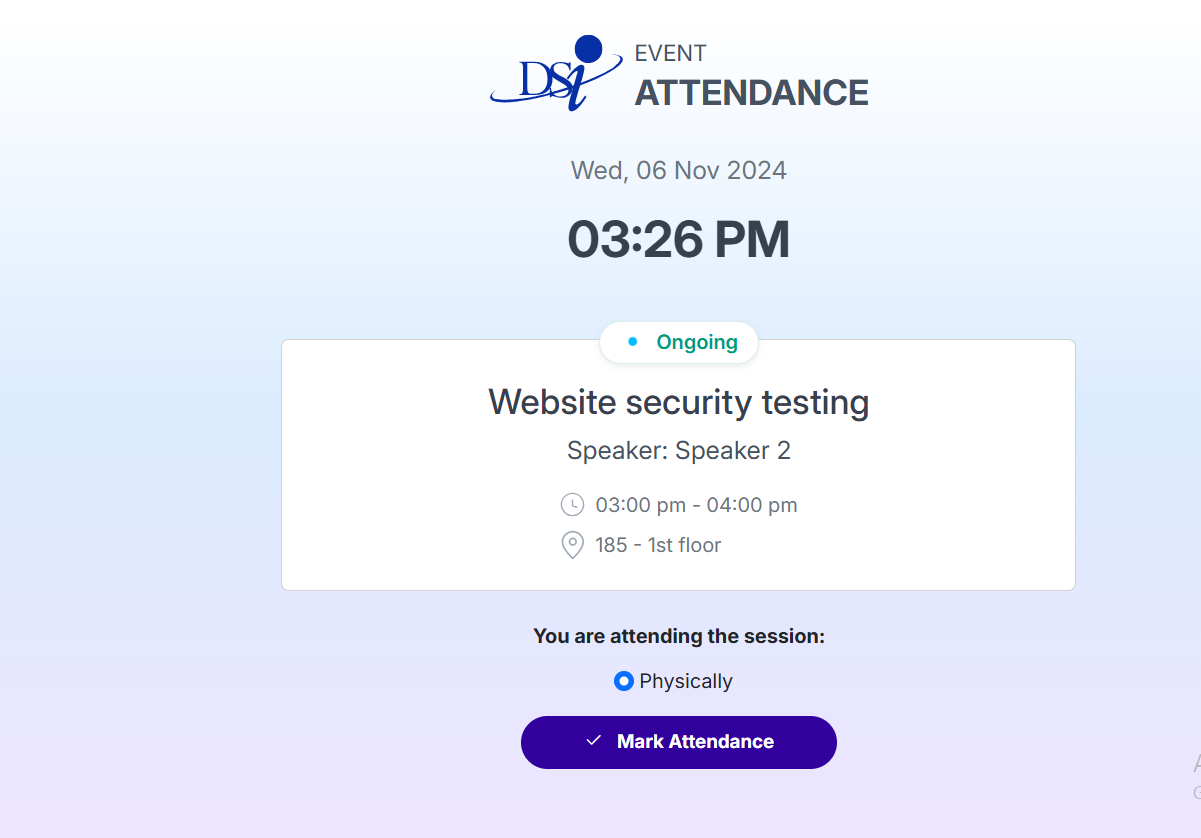 DSi
EVENT
ATTENDANCE
Wed, 06 Nov 2024
03:26 PM
Ongoing
Website security testing
Speaker: Speaker 2
03:00 pm - 04:00 pm
185 - 1st floor
You are attending the session:
Physically
Mark Attendance